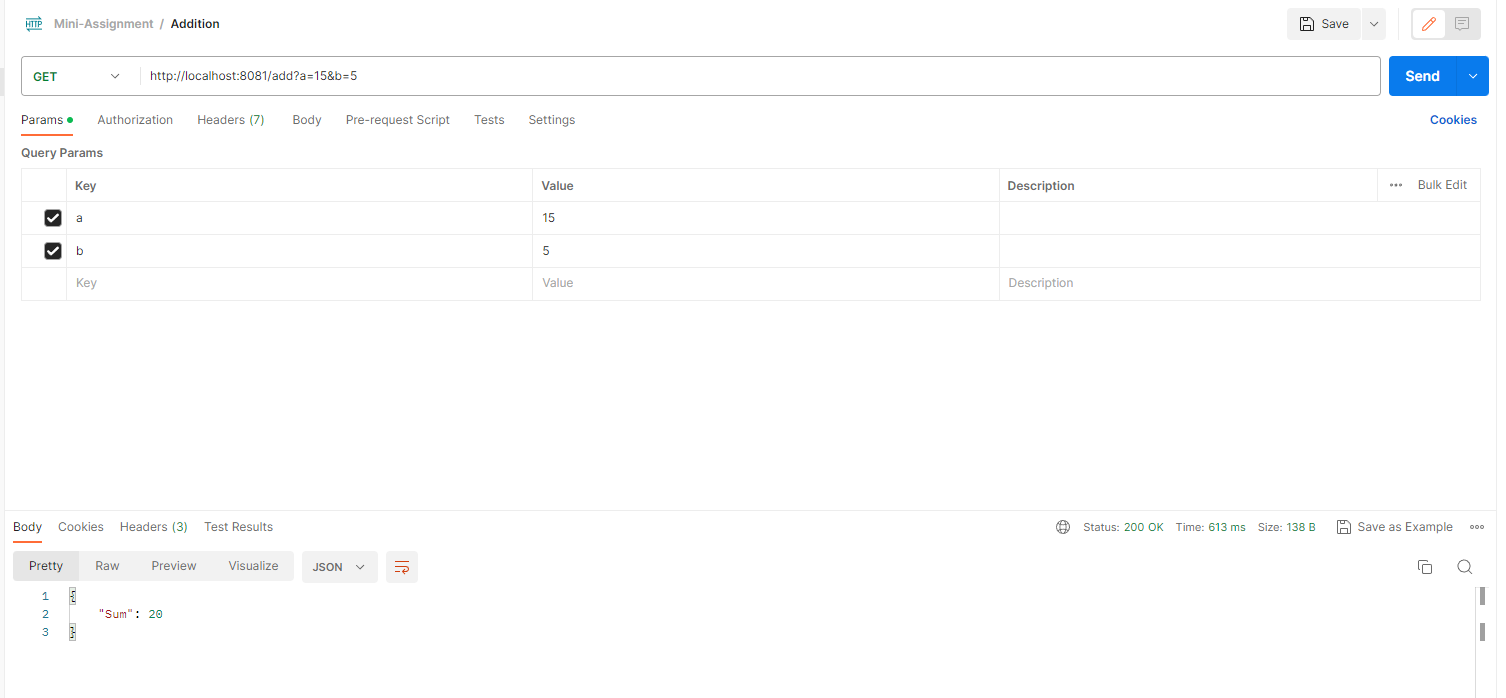 HTTP Mini-Assignment / Addition Save
GET http://localhost:8081/add?a=15&b=5 Send
Params Authorization Headers (7) Body Pre-request Script Tests Settings Cookies
Query Params
Key Value Description ••• Bulk Edit
a 15
b 5
Key Value Description
Body Cookies Headers (3) Test Results Status: 200 OK Time: 613 ms Size: 138 B Save as Example
Pretty Raw Preview Visualize JSON
1 {
2 "Sum": 20
3 }